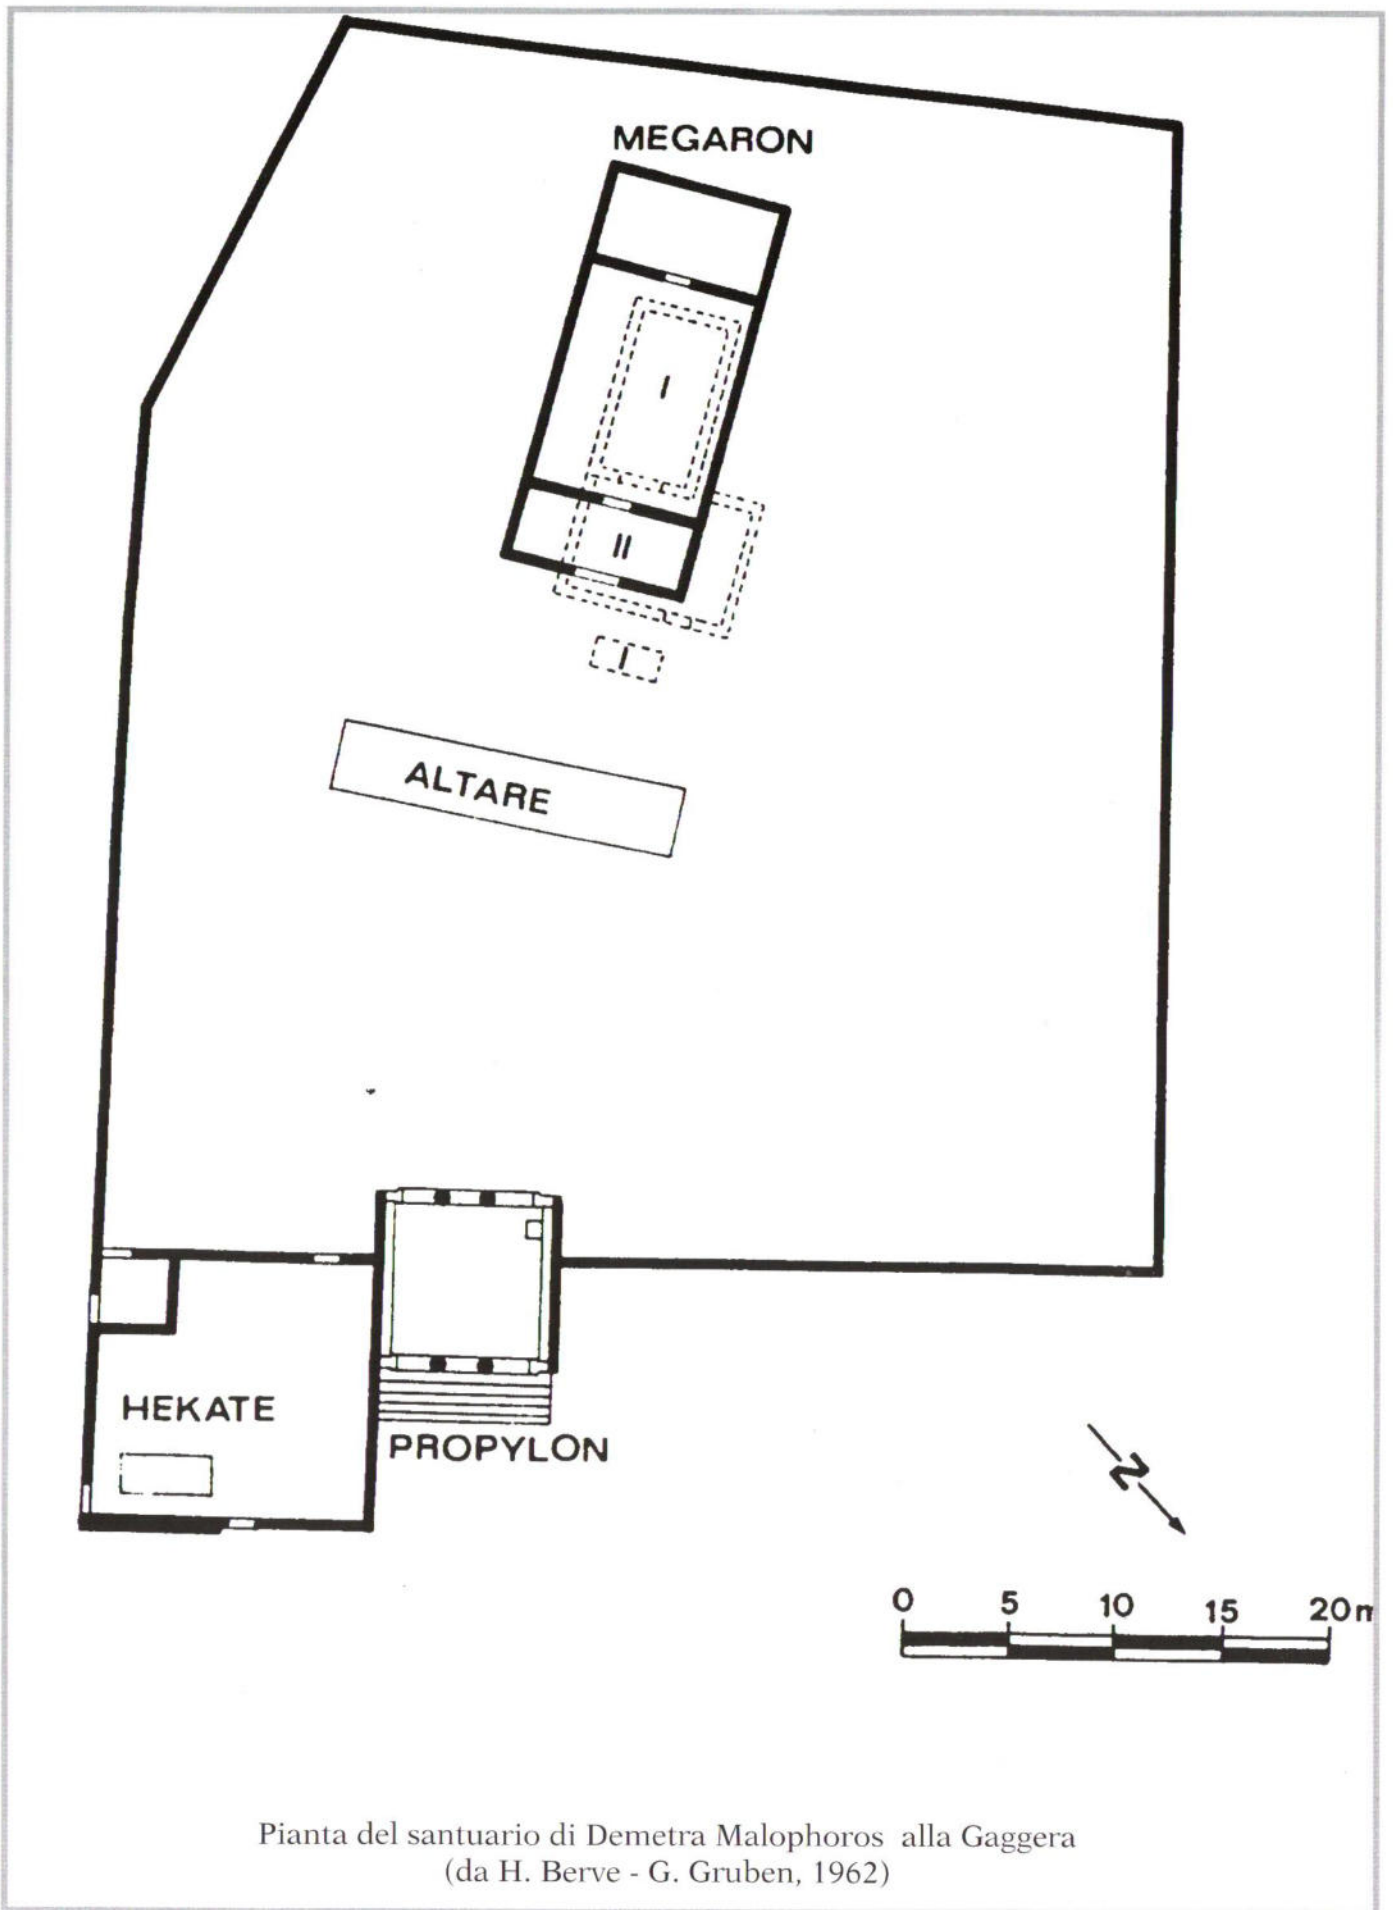 MEGARON
I
II
I
ALTARE
HEKATE
PROPYLON
N
0 5 10 15 20 m
Pianta del santuario di Demetra Malophoros alla Gaggera
(da H. Berve - G. Gruben, 1962)